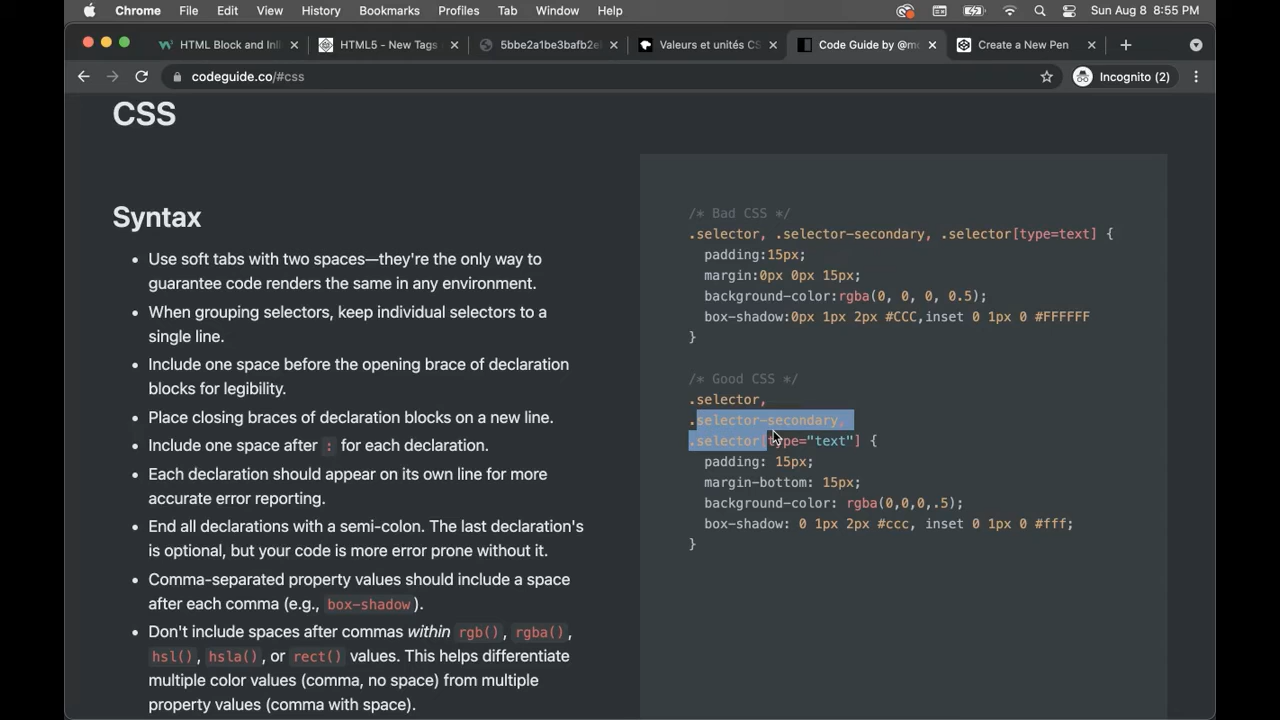 Chrome File Edit View History Bookmarks Profiles Tab Window Help Sun Aug 8 8:55 PM
HTML Block and Inl HTML5 - New Tags 5bbe2a1be3bafb2e Valeurs et unités CS Code Guide by @m Create a New Pen
codeguide.co/#css Incognito (2)
CSS
Syntax
• Use soft tabs with two spaces—they're the only way to
guarantee code renders the same in any environment.
• When grouping selectors, keep individual selectors to a
single line.
• Include one space before the opening brace of declaration
blocks for legibility.
• Place closing braces of declaration blocks on a new line.
• Include one space after : for each declaration.
• Each declaration should appear on its own line for more
accurate error reporting.
• End all declarations with a semi-colon. The last declaration's
is optional, but your code is more error prone without it.
• Comma-separated property values should include a space
after each comma (e.g., box-shadow).
• Don't include spaces after commas within rgb(), rgba(),
hsl(), hsla(), or rect() values. This helps differentiate
multiple color values (comma, no space) from multiple
property values (comma with space).
/* Bad CSS */
.selector, .selector-secondary, .selector[type=text] {
padding:15px;
margin:0px 0px 15px;
background-color:rgba(0, 0, 0, 0.5);
box-shadow:0px 1px 2px #CCC,inset 0 1px 0 #FFFFFF
}
/* Good CSS */
.selector,
.selector-secondary,
.selector[type="text"] {
padding: 15px;
margin-bottom: 15px;
background-color: rgba(0,0,0,.5);
box-shadow: 0 1px 2px #ccc, inset 0 1px 0 #fff;
}